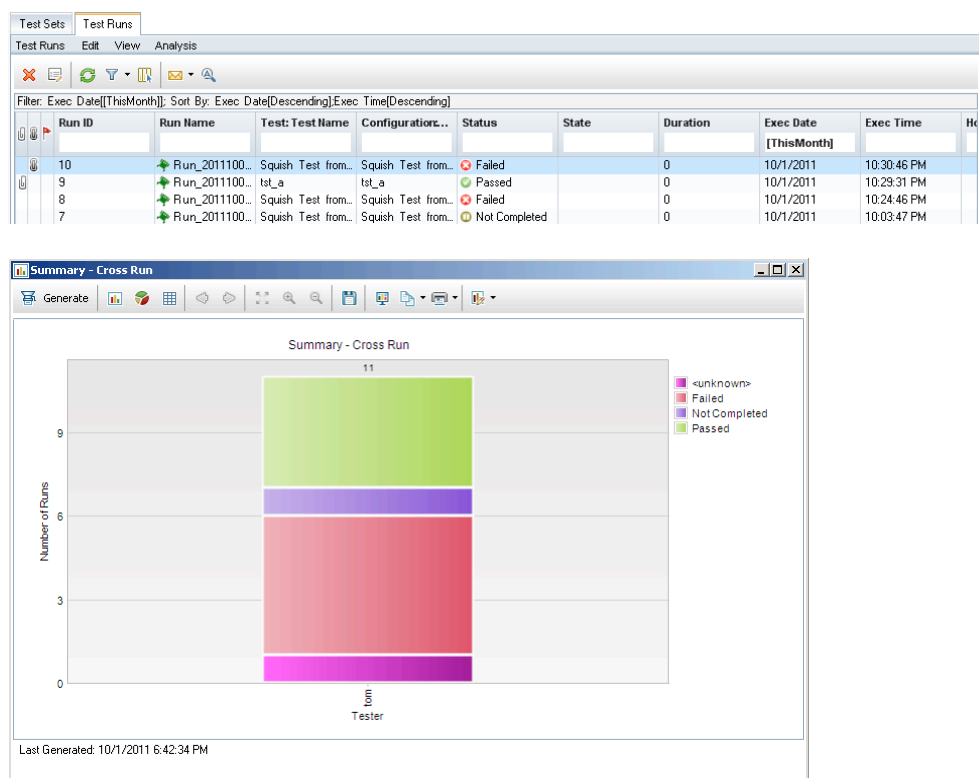 Test Sets Test Runs
Test Runs Edit View Analysis
Filter: Exec Date[[ThisMonth]]; Sort By: Exec Date[Descending];Exec Time[Descending]
Run ID Run Name Test: Test Name Configuration:... Status State Duration Exec Date Exec Time
[ThisMonth]
10 Run_2011100... Squish Test from... Squish Test from... Failed 0 10/1/2011 10:30:46 PM
9 Run_2011100... tst_a tst_a Passed 0 10/1/2011 10:29:31 PM
8 Run_2011100... Squish Test from... Squish Test from... Failed 0 10/1/2011 10:24:46 PM
7 Run_2011100... Squish Test from... Squish Test from... Not Completed 0 10/1/2011 10:03:47 PM
Summary - Cross Run
Generate
Summary - Cross Run
11
<unknown>
Failed
Not Completed
Passed
9
6
3
0
Number of Runs
tom
Tester
Last Generated: 10/1/2011 6:42:34 PM